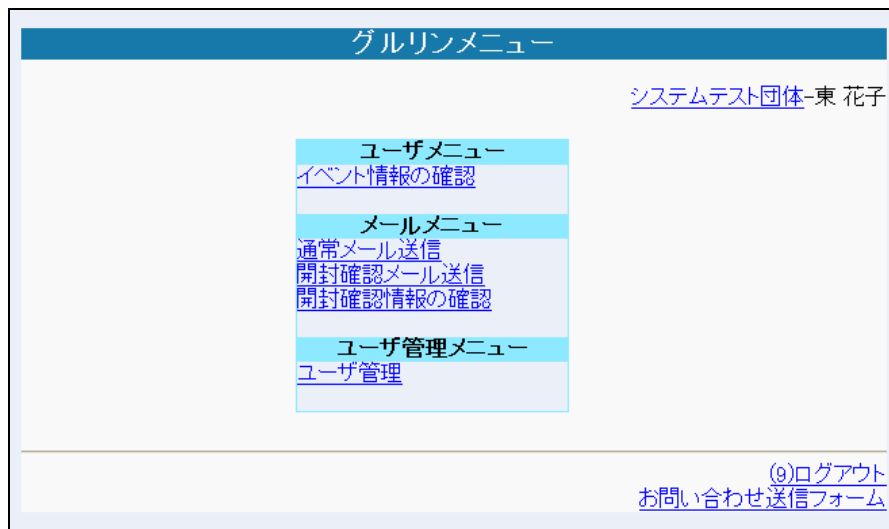 グルリンメニュー
システムテスト団体-東 花子
ユーザメニュー
イベント情報の確認
メールメニュー
通常メール送信
開封確認メール送信
開封確認情報の確認
ユーザ管理メニュー
ユーザ管理
(9)ログアウト
お問い合わせ送信フォーム